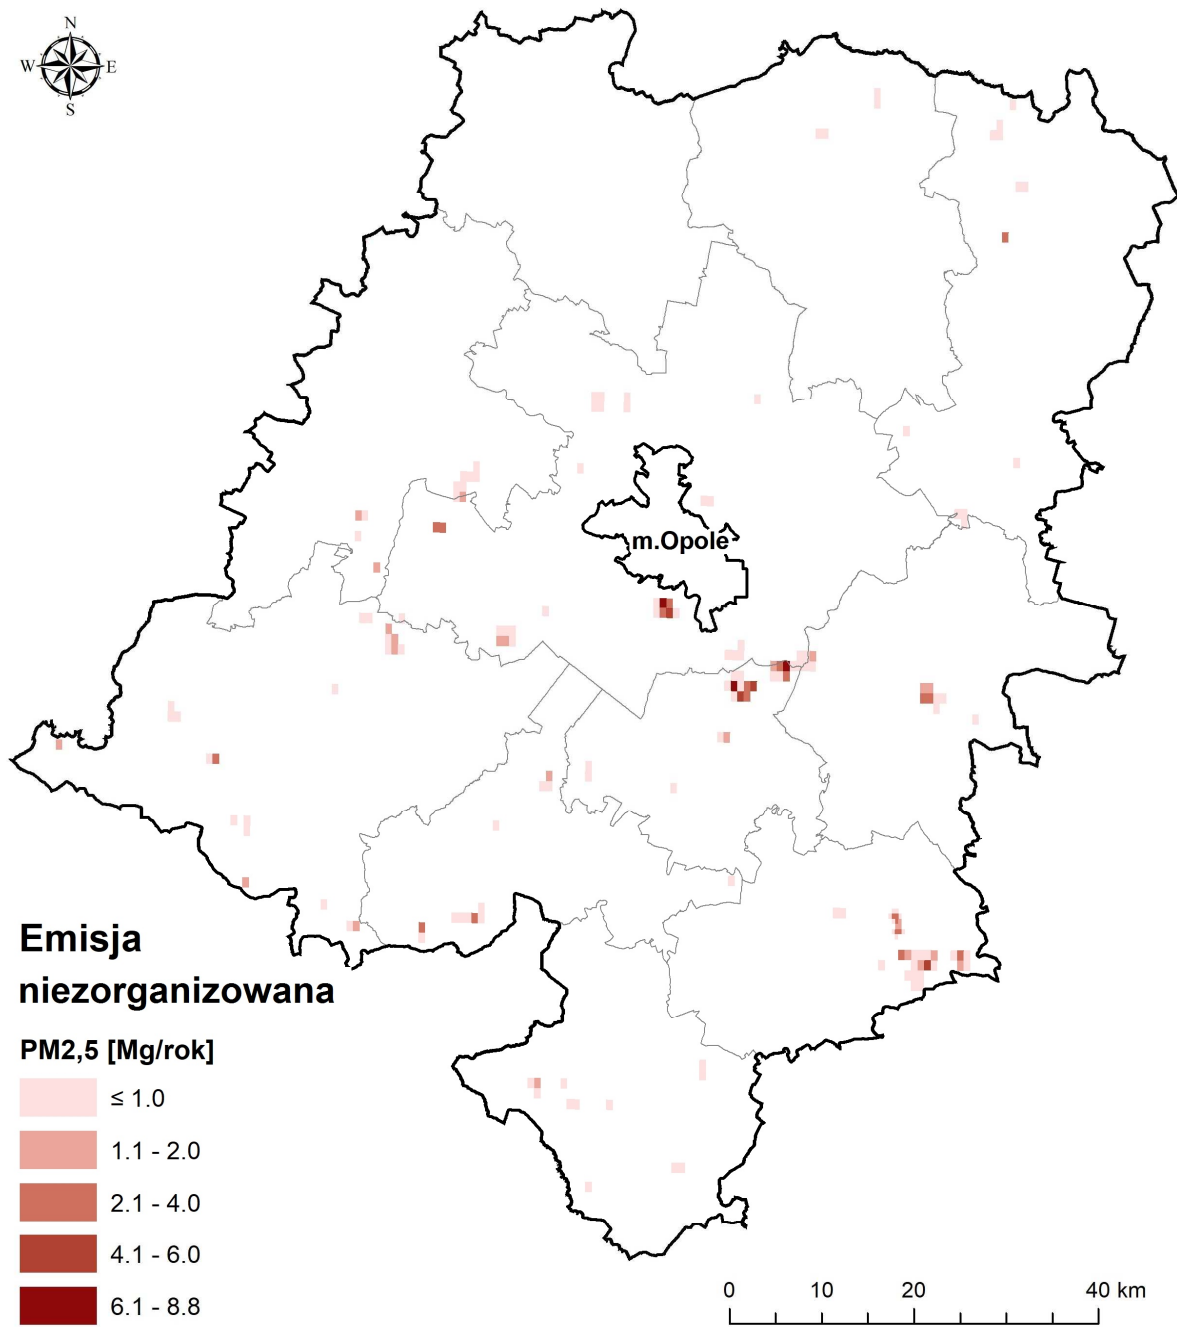 N
W E
S
m.Opole
Emisja
niezorganizowana
PM2,5 [Mg/rok]
≤ 1.0
1.1 - 2.0
2.1 - 4.0
4.1 - 6.0
6.1 - 8.8
0 10 20 40 km